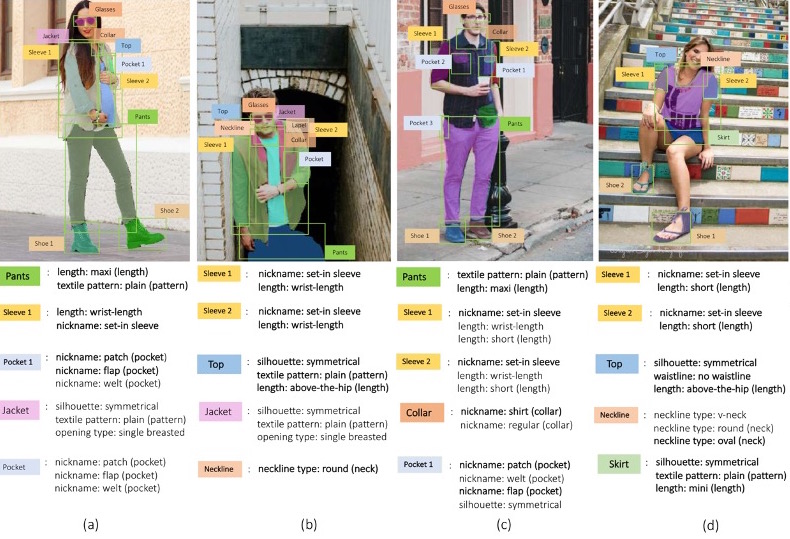 Glasses
Jacket
Collar
Sleeve 1
Top
Pocket 1
Sleeve 2
Pants
Shoe 2
Shoe 1
Glasses
Top
Jacket
Neckline
Label
Sleeve 2
Collar
Sleeve 1
Pocket
Pants
Glasses
Sleeve 1
Collar
Sleeve 2
Pocket 2
Pocket 1
Pocket 3
Pants
Shoe 1
Shoe 2
Top
Neckline
Sleeve 1
Sleeve 2
Skirt
Shoe 2
Shoe 1
Pants : length: maxi (length)
textile pattern: plain (pattern)
Sleeve 1 : length: wrist-length
nickname: set-in sleeve
Pocket 1 : nickname: patch (pocket)
nickname: flap (pocket)
nickname: welt (pocket)
Jacket : silhouette: symmetrical
textile pattern: plain (pattern)
opening type: single breasted
Pocket : nickname: patch (pocket)
nickname: flap (pocket)
nickname: welt (pocket)
(a)
Sleeve 1 : nickname: set-in sleeve
length: wrist-length
Sleeve 2 : nickname: set-in sleeve
length: wrist-length
Top : silhouette: symmetrical
textile pattern: plain (pattern)
length: above-the-hip (length)
Jacket : silhouette: symmetrical
textile pattern: plain (pattern)
opening type: single breasted
Neckline : neckline type: round (neck)
(b)
Pants : textile pattern: plain (pattern)
length: maxi (length)
Sleeve 1 : nickname: set-in sleeve
length: wrist-length
length: short (length)
Sleeve 2 : nickname: set-in sleeve
length: wrist-length
length: short (length)
Collar : nickname: shirt (collar)
nickname: regular (collar)
Pocket 1 : nickname: patch (pocket)
nickname: welt (pocket)
nickname: flap (pocket)
silhouette: symmetrical
(c)
Sleeve 1 : nickname: set-in sleeve
length: short (length)
Sleeve 2 : nickname: set-in sleeve
length: short (length)
Top : silhouette: symmetrical
waistline: no waistline
length: above-the-hip (length)
Neckline : neckline type: v-neck
neckline type: round (neck)
neckline type: oval (neck)
Skirt : silhouette: symmetrical
textile pattern: plain (pattern)
length: mini (length)
(d)